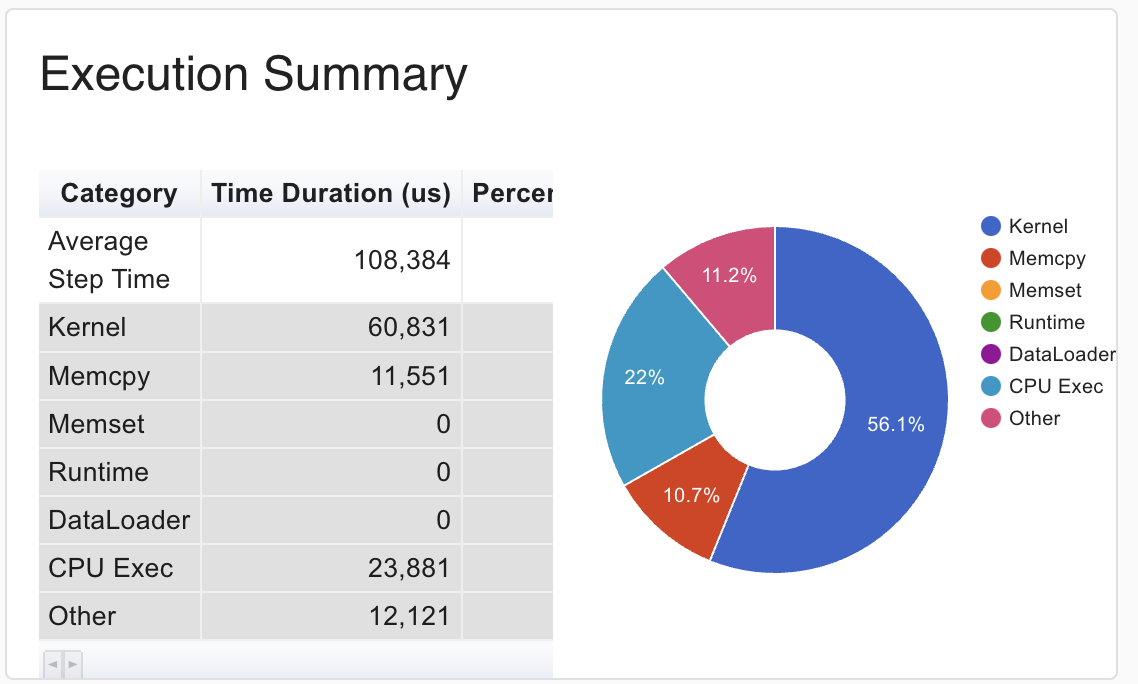 Execution Summary
Category Time Duration (us) Percen
Average
Step Time 108,384
Kernel 60,831
Memcpy 11,551
Memset 0
Runtime 0
DataLoader 0
CPU Exec 23,881
Other 12,121
11.2%
22%
56.1%
10.7%
Kernel
Memcpy
Memset
Runtime
DataLoader
CPU Exec
Other